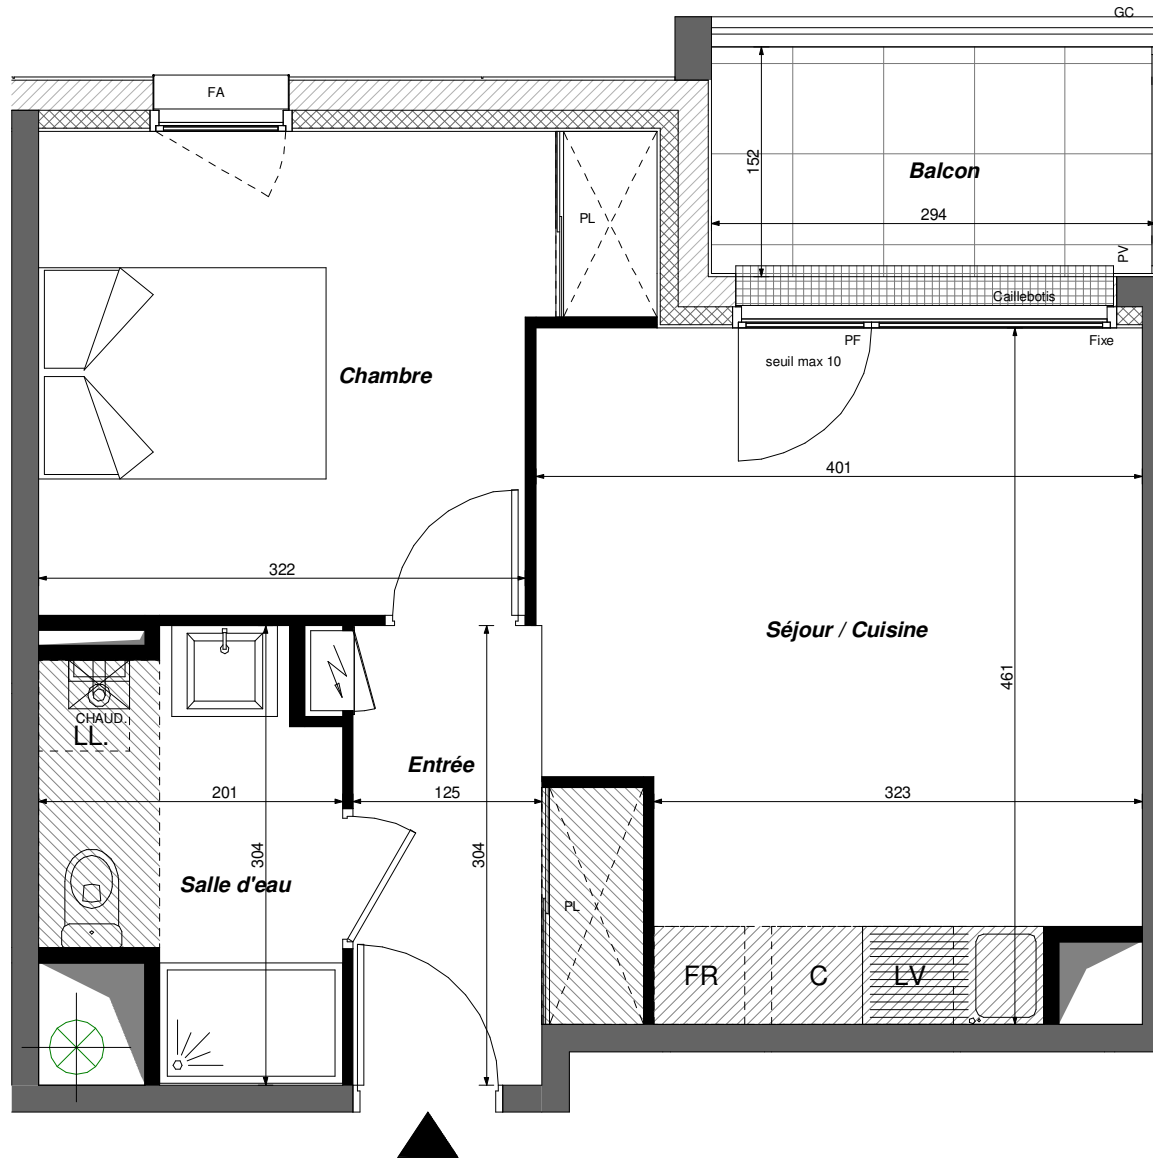 GC
FA
152
Balcon
294
PL
PV
Caillebotis
PF
Fixe
seuil max 10
Chambre
401
322
Séjour / Cuisine
461
CHAUD.
LL.
Entrée
201
125
323
304
304
Salle d'eau
PL
FR
C
LV